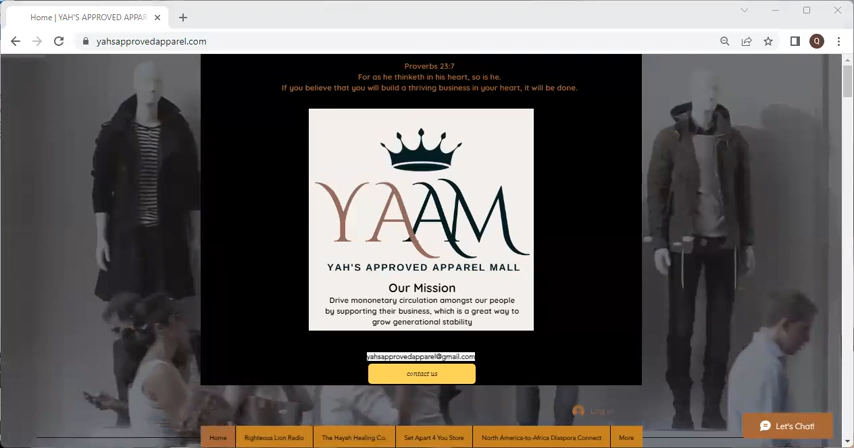 Home | YAH'S APPROVED APPAR
yahsapprovedapparel.com
Q
Proverbs 23:7
For as he thinketh in his heart, so is he.
If you believe that you will build a thriving business in your heart, it will be done.
YAAM
YAH'S APPROVED APPAREL MALL
Our Mission
Drive mononetary circulation amongst our people
by supporting their business, which is a great way to
grow generational stability
yahsapprovedapparel@gmail.com
contact us
Log In
Let's Chat!
Home Righteous Lion Radio The Hayah Healing Co. Set Apart 4 You Store North America-to-Africa Diaspora Connect More